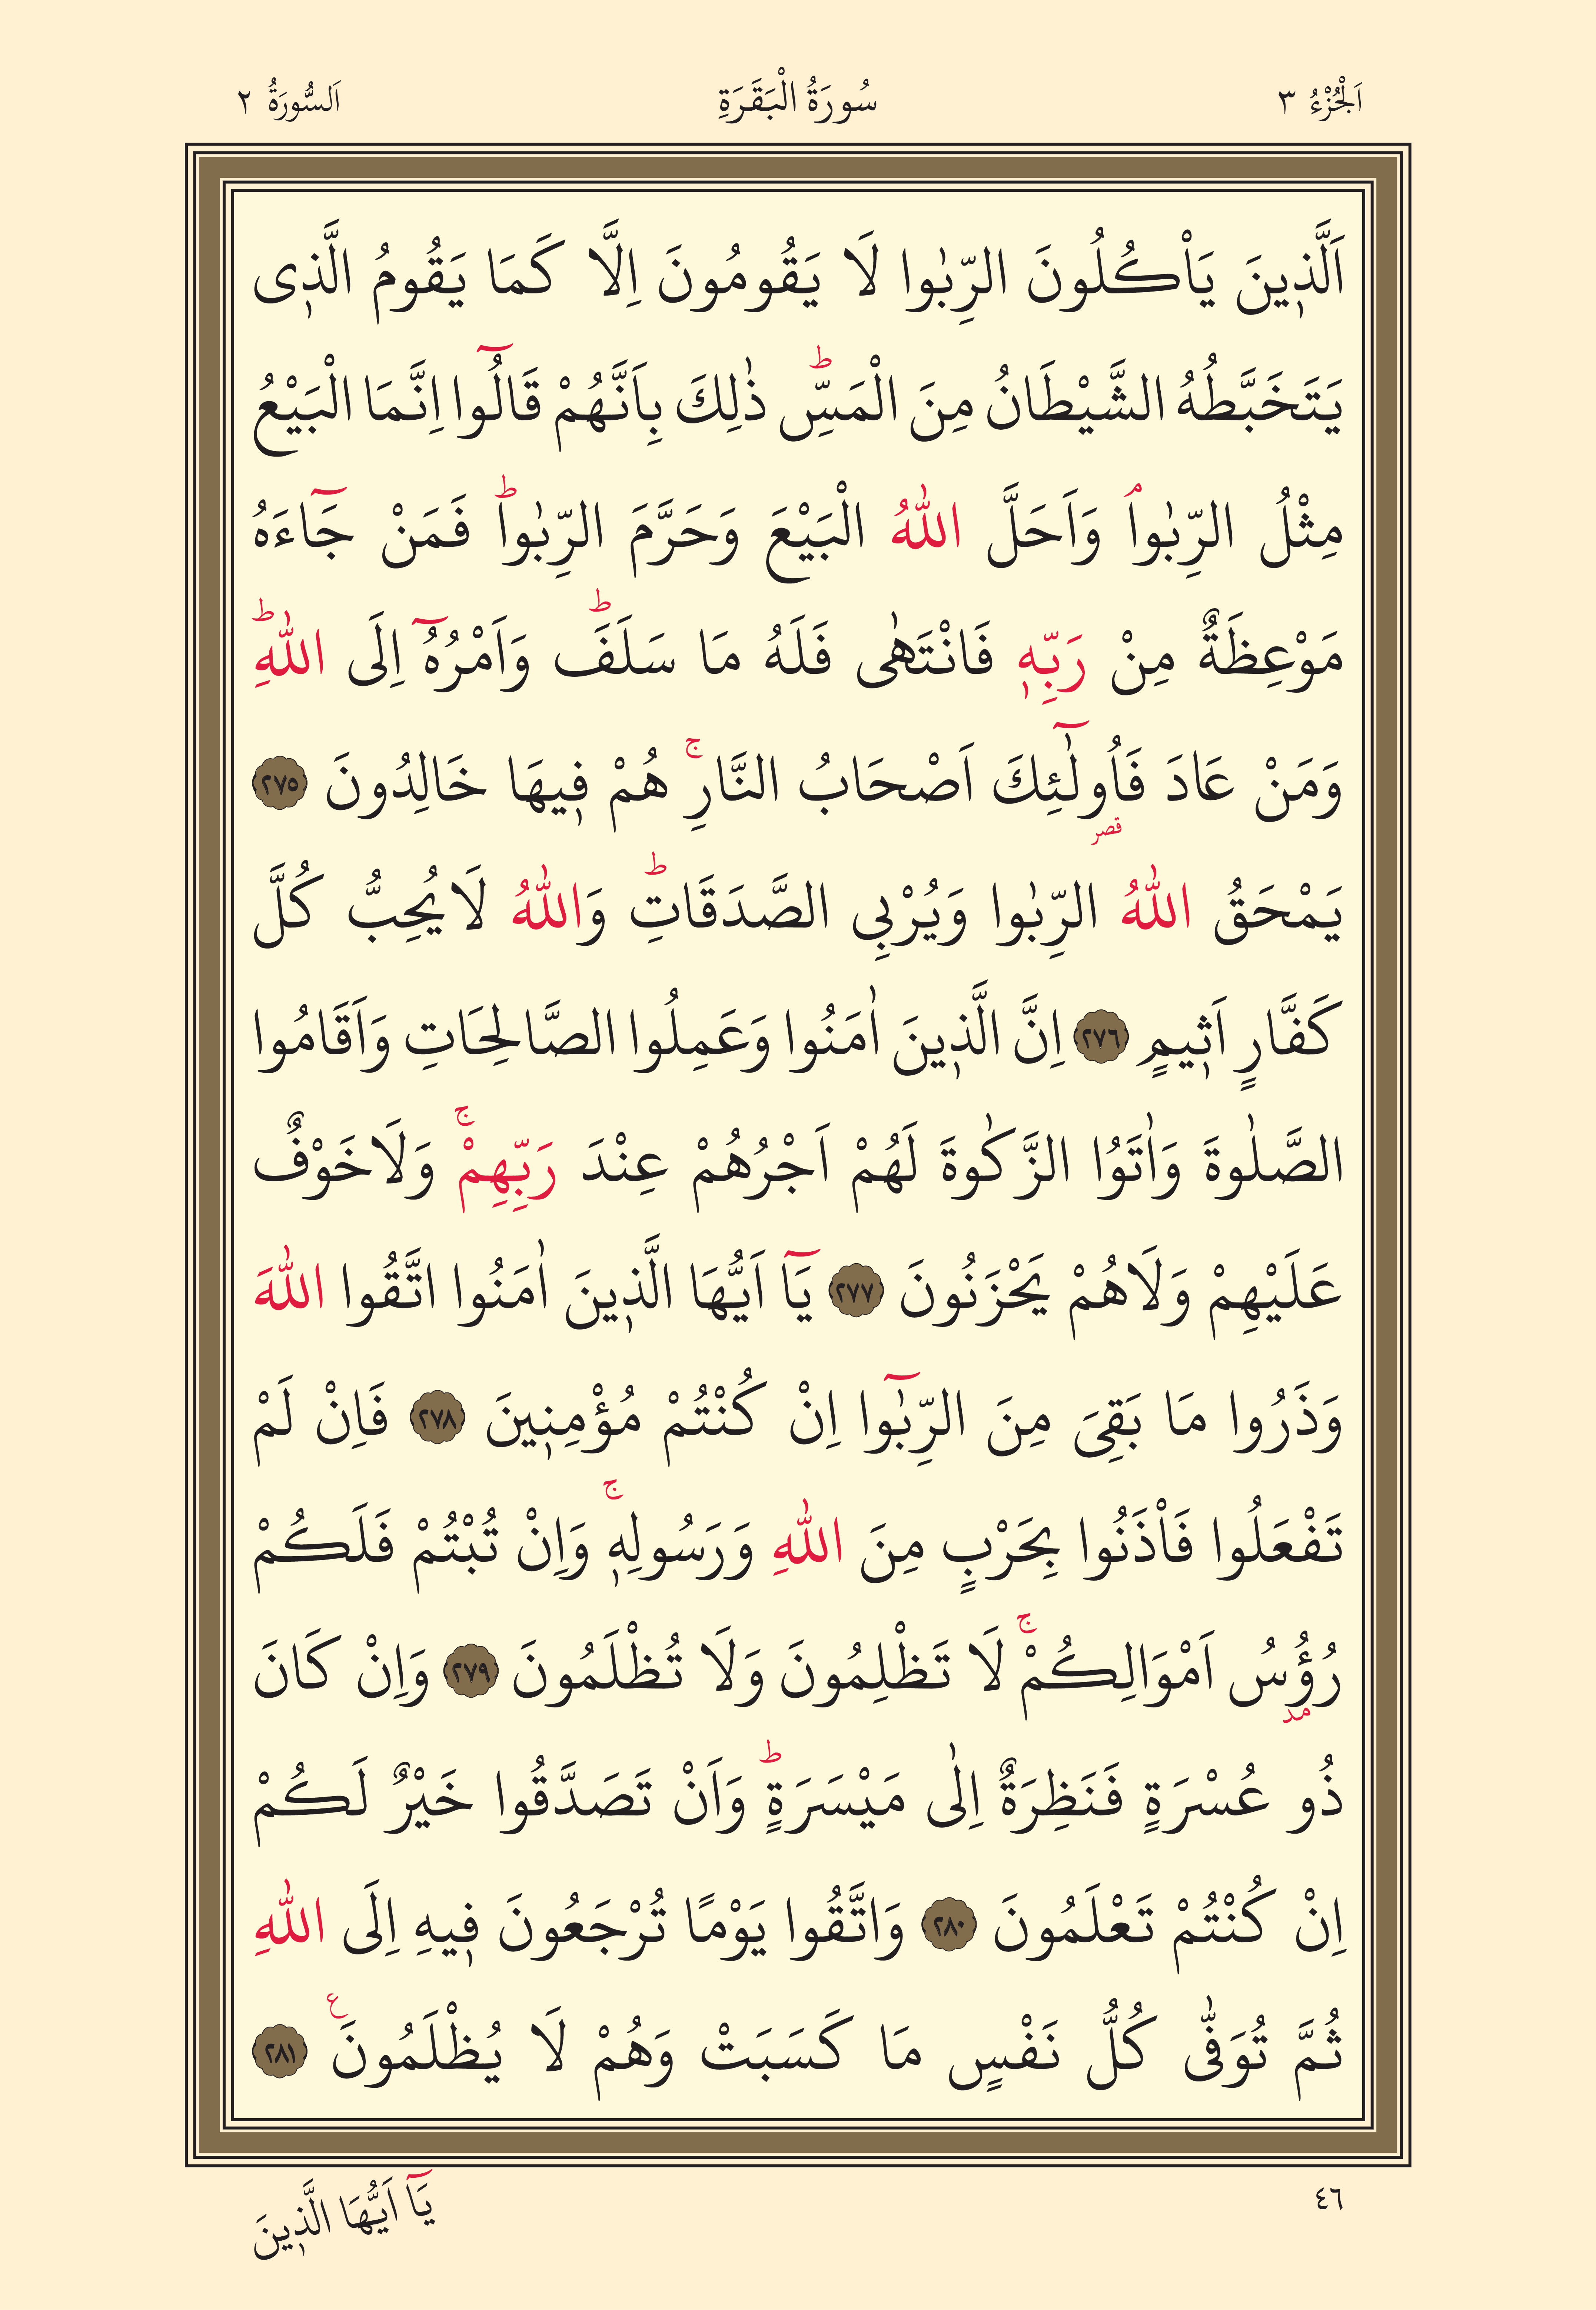 اَلْجُزْءُ ٣
سُورَةُ الْبَقَرَةِ
اَلسُّورَةُ ٢
اَلَّذ۪ينَ يَاْكُلُونَ الرِّبٰوا لَا يَقُومُونَ اِلَّا كَمَا يَقُومُ الَّذ۪ى
يَتَخَبَّطُهُ الشَّيْطَانُ مِنَ الْمَسِّۜ ذٰلِكَ بِاَنَّهُمْ قَالُٓوا اِنَّمَا الْبَيْعُ
مِثْلُ الرِّبٰواۢ وَاَحَلَّ اللّٰهُ الْبَيْعَ وَحَرَّمَ الرِّبٰواۜ فَمَنْ جَٓاءَهُ
مَوْعِظَةٌ مِنْ رَبِّه۪ فَانْتَهٰى فَلَهُ مَا سَلَفَۜ وَاَمْرُهُٓ اِلَى اللّٰهِۜ
وَمَنْ عَادَ فَاُو۬لٰٓئِكَ اَصْحَابُ النَّارِۚ هُمْ ف۪يهَا خَالِدُونَ ٢٧٥
قصر
يَمْحَقُ اللّٰهُ الرِّبٰوا وَيُرْبِى الصَّدَقَاتِۜ وَاللّٰهُ لَا يُحِبُّ كُلَّ
كَفَّارٍ اَث۪يمٍ ٢٧٦ اِنَّ الَّذ۪ينَ اٰمَنُوا وَعَمِلُوا الصَّالِحَاتِ وَاَقَامُوا
الصَّلٰوةَ وَاٰتَوُا الزَّكٰوةَ لَهُمْ اَجْرُهُمْ عِنْدَ رَبِّهِمْۚ وَلَا خَوْفٌ
عَلَيْهِمْ وَلَا هُمْ يَحْزَنُونَ ٢٧٧ يَٓا اَيُّهَا الَّذ۪ينَ اٰمَنُوا اتَّقُوا اللّٰهَ
وَذَرُوا مَا بَقِىَ مِنَ الرِّبٰٓوا اِنْ كُنْتُمْ مُؤْمِن۪ينَ ٢٧٨ فَاِنْ لَمْ
تَفْعَلُوا فَاْذَنُوا بِحَرْبٍ مِنَ اللّٰهِ وَرَسُولِه۪ۚ وَاِنْ تُبْتُمْ فَلَكُمْ
رُؤُسُ اَمْوَالِكُمْۚ لَا تَظْلِمُونَ وَلَا تُظْلَمُونَ ٢٧٩ وَاِنْ كَانَ
مد
ذُو عُسْرَةٍ فَنَظِرَةٌ اِلٰى مَيْسَرَةٍۜ وَاَنْ تَصَدَّقُوا خَيْرٌ لَكُمْ
اِنْ كُنْتُمْ تَعْلَمُونَ ٢٨٠ وَاتَّقُوا يَوْمًا تُرْجَعُونَ ف۪يهِ اِلَى اللّٰهِ
ثُمَّ تُوَفّٰى كُلُّ نَفْسٍ مَا كَسَبَتْ وَهُمْ لَا يُظْلَمُونَ ع ٢٨١
٤٦
يَٓا اَيُّهَا الَّذ۪ينَ